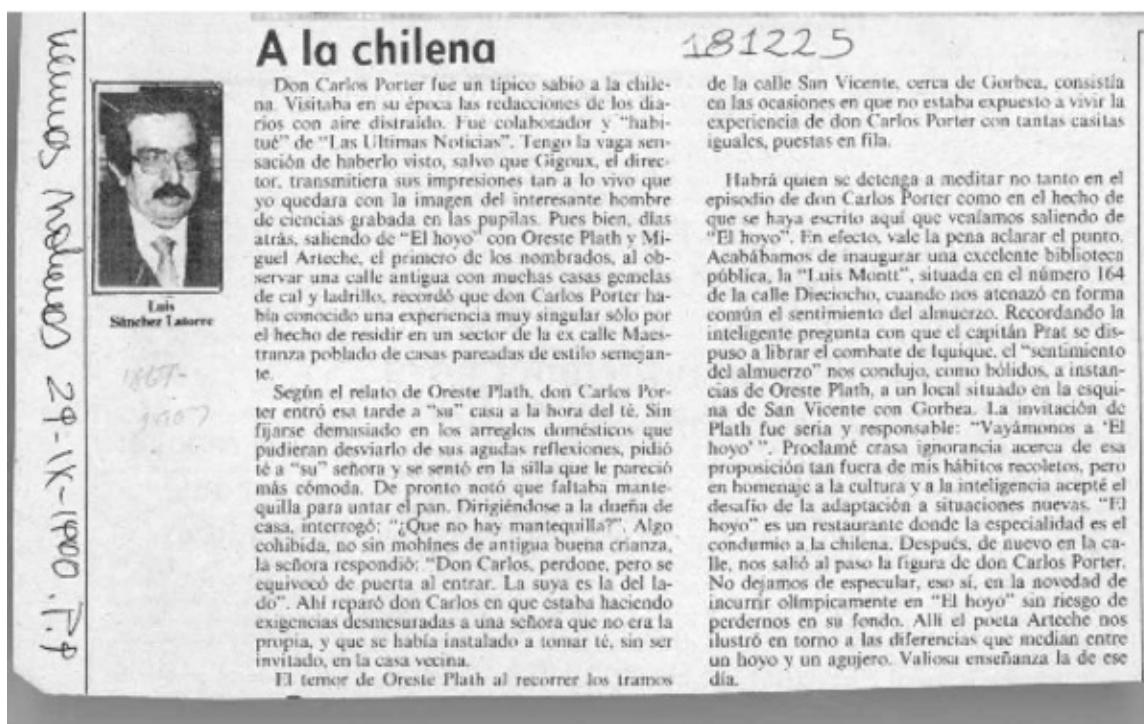 A la chilena
181225
Luis
Sánchez Latorre
Don Carlos Porter fue un típico sabio a la chile-
na. Visitaba en su época las redacciones de los dia-
rios con aire distraído. Fue colaborador y "habi-
tué" de "Las Ultimas Noticias". Tengo la vaga sen-
sación de haberlo visto, salvo que Gigoux, el direc-
tor, transmitiera sus impresiones tan a lo vivo que
yo quedara con la imagen del interesante hombre
de ciencias grabada en las pupilas. Pues bien, días
atrás, saliendo de "El hoyo" con Oreste Plath y Mi-
guel Arteche, el primero de los nombrados, al ob-
servar una calle antigua con muchas casas gemelas
de cal y ladrillo, recordó que don Carlos Porter ha-
bía conocido una experiencia muy singular sólo por
el hecho de residir en un sector de la ex calle Maes-
tranza poblado de casas pareadas de estilo semejan-
te.
Según el relato de Oreste Plath, don Carlos Por-
ter entró esa tarde a "su" casa a la hora del té. Sin
fijarse demasiado en los arreglos domésticos que
pudieran desviarlo de sus agudas reflexiones, pidió
té a "su" señora y se sentó en la silla que le pareció
más cómoda. De pronto notó que faltaba mante-
quilla para untar el pan. Dirigiéndose a la dueña de
casa, interrogó: "¿Que no hay mantequilla?". Algo
cohibida, no sin mohínes de antigua buena crianza,
la señora respondió: "Don Carlos, perdone, pero se
equivocó de puerta al entrar. La suya es la del la-
do". Ahí reparó don Carlos en que estaba haciendo
exigencias desmesuradas a una señora que no era la
propia, y que se había instalado a tomar té, sin ser
invitado, en la casa vecina.
El temor de Oreste Plath al recorrer los tramos
de la calle San Vicente, cerca de Gorbea, consistía
en las ocasiones en que no estaba expuesto a vivir la
experiencia de don Carlos Porter con tantas casitas
iguales, puestas en fila.
Habrá quien se detenga a meditar no tanto en el
episodio de don Carlos Porter como en el hecho de
que se haya escrito aquí que veníamos saliendo de
"El hoyo". En efecto, vale la pena aclarar el punto.
Acabábamos de inaugurar una excelente biblioteca
pública, la "Luis Montt", situada en el número 164
de la calle Dieciocho, cuando nos atenazó en forma
común el sentimiento del almuerzo. Recordando la
inteligente pregunta con que el capitán Prat se dis-
puso a librar el combate de Iquique, el "sentimiento
del almuerzo" nos condujo, como bólidos, a instan-
cias de Oreste Plath, a un local situado en la esqui-
na de San Vicente con Gorbea. La invitación de
Plath fue seria y responsable: "Vayámonos a 'El
hoyo' ". Proclamé crasa ignorancia acerca de esa
proposición tan fuera de mis hábitos recoletos, pero
en homenaje a la cultura y a la inteligencia acepté el
desafío de la adaptación a situaciones nuevas. "El
hoyo" es un restaurante donde la especialidad es el
condumio a la chilena. Después, de nuevo en la ca-
lle, nos salió al paso la figura de don Carlos Porter.
No dejamos de especular, eso sí, en la novedad de
incurrir olímpicamente en "El hoyo" sin riesgo de
perdernos en su fondo. Allí el poeta Arteche nos
ilustró en torno a las diferencias que median entre
un hoyo y un agujero. Valiosa enseñanza la de ese
día.